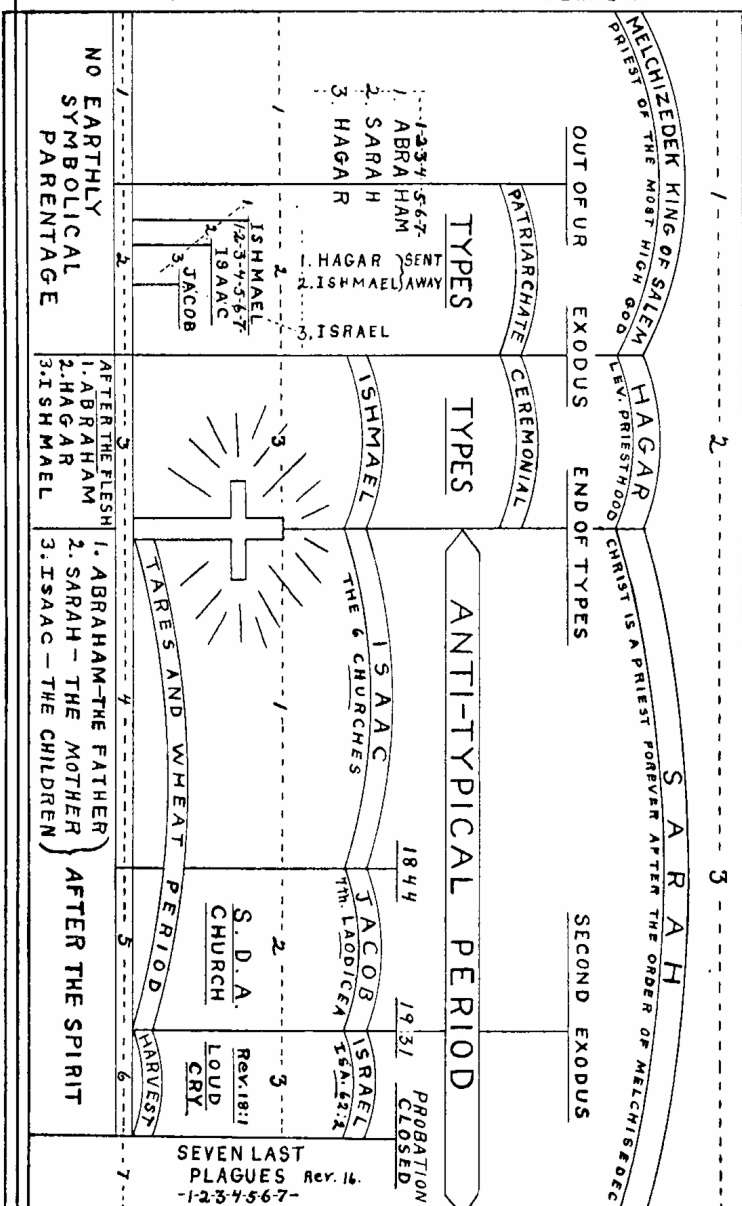 1 2 3
MELCHIZEDEK KING OF SALEM
PRIEST OF THE MOST HIGH GOD
HAGAR
LEV. PRIESTHOOD
SARAH
CHRIST IS A PRIEST FOREVER AFTER THE ORDER OF MELCHISEDEC
OUT OF UR
EXODUS
END OF TYPES
SECOND EXODUS
PATRIARCHATE
CEREMONIAL
TYPES
TYPES
ANTI-TYPICAL PERIOD
1844
1931
PROBATION
CLOSED
-1-2-3-4-5-6-7-
1. ABRAHAM
2. SARAH
3. HAGAR
1. HAGAR } SENT
2. ISHMAEL } AWAY
3. ISRAEL
ISHMAEL
ISAAC
THE 6 CHURCHES
JACOB
7th. LAODICEA
ISRAEL
ISA. 62:2
1 2 3 1 2 3
1. ISHMAEL
1-2-3-4-5-6-7-
2. ISAAC
3 JACOB
S. D. A.
CHURCH
Rev. 18:1
LOUD
CRY
SEVEN LAST
PLAGUES Rev. 16.
-1-2-3-4-5-6-7-
TARES AND WHEAT PERIOD
HARVEST
1 2 3 4 5 6 7
NO EARTHLY
SYMBOLICAL
PARENTAGE
AFTER THE FLESH
1. ABRAHAM
2. HAGAR
3. ISHMAEL
1. ABRAHAM-THE FATHER
2. SARAH - THE MOTHER
3. ISAAC - THE CHILDREN
} AFTER THE SPIRIT